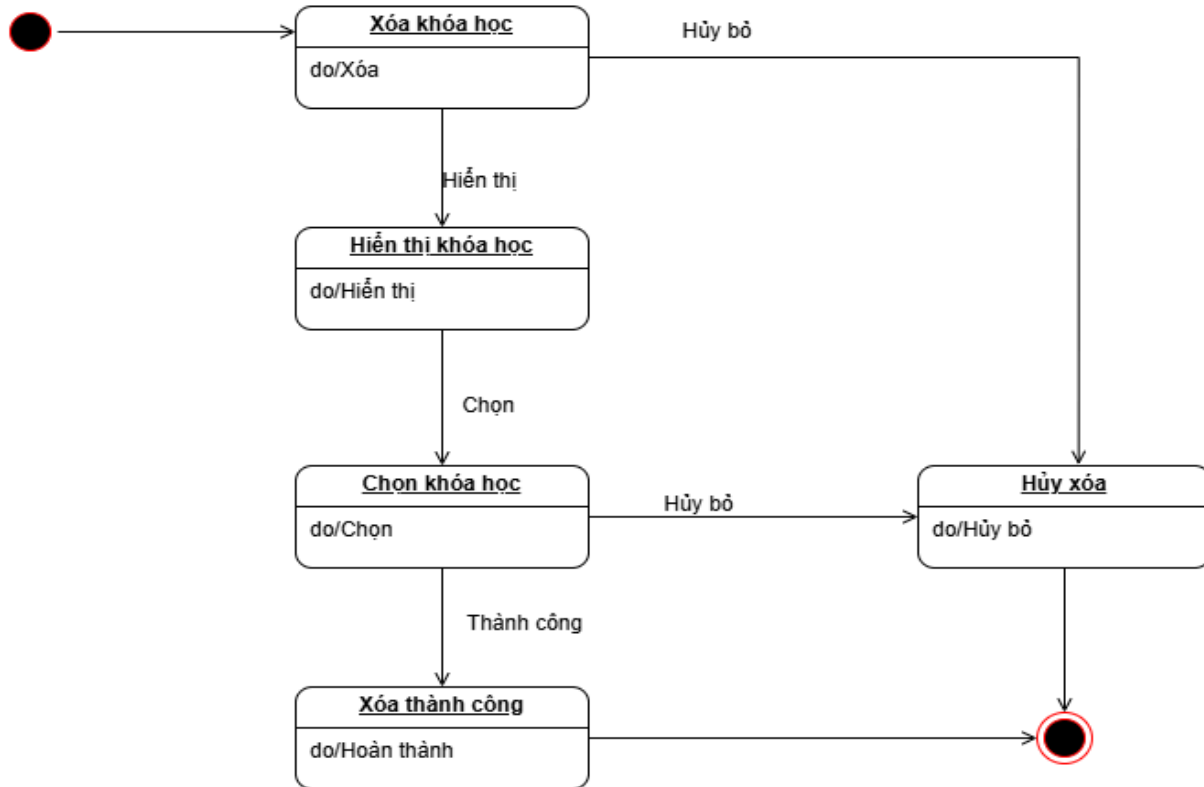 Xóa khóa học
Hủy bỏ
do/Xóa
Hiển thị
Hiển thị khóa học
do/Hiển thị
Chọn
Chọn khóa học
Hủy xóa
do/Chọn
Hủy bỏ
do/Hủy bỏ
Thành công
Xóa thành công
do/Hoàn thành